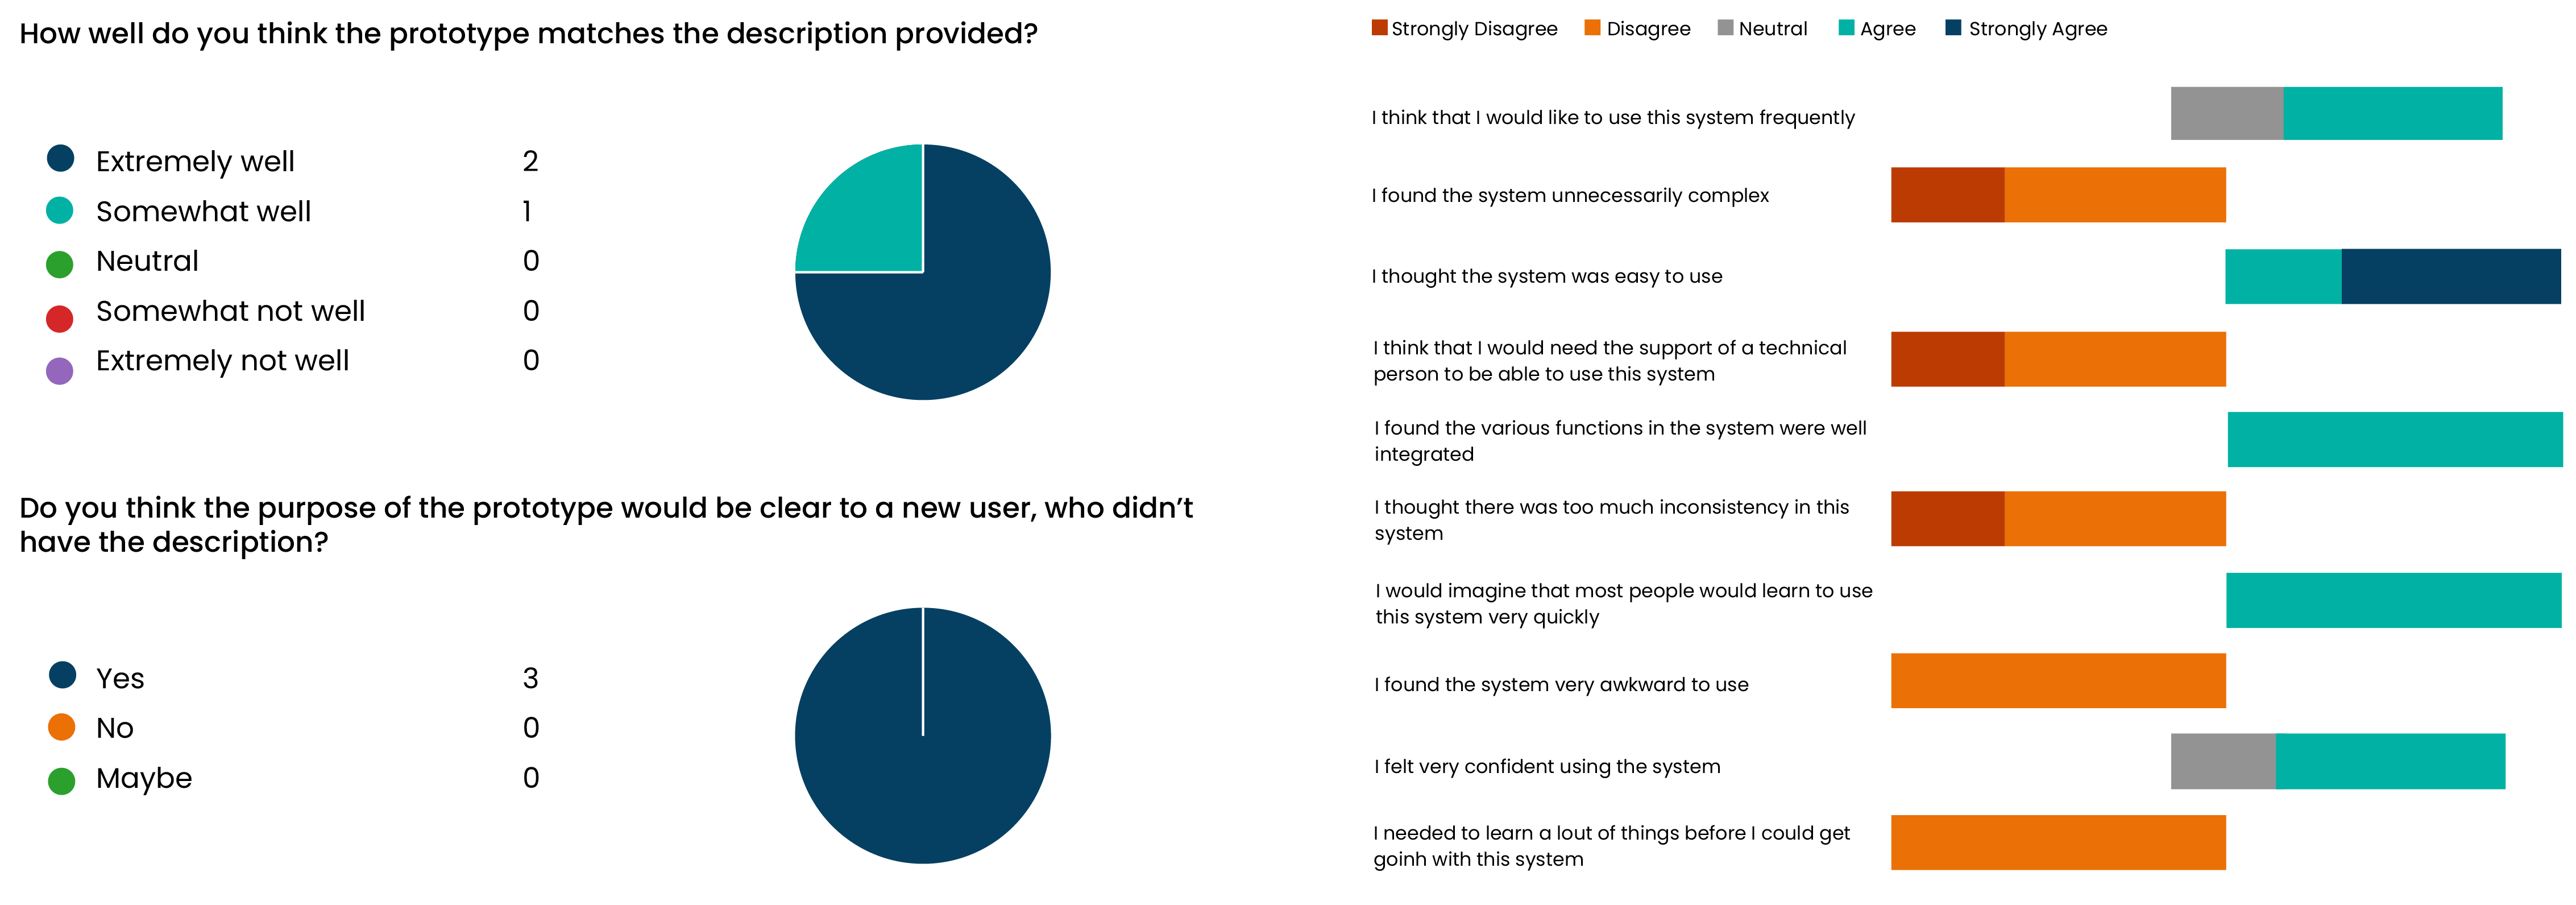 How well do you think the prototype matches the description provided?
Extremely well 2
Somewhat well 1
Neutral 0
Somewhat not well 0
Extremely not well 0
Do you think the purpose of the prototype would be clear to a new user, who didn’t
have the description?
Yes 3
No 0
Maybe 0
Strongly Disagree Disagree Neutral Agree Strongly Agree
I think that I would like to use this system frequently
I found the system unnecessarily complex
I thought the system was easy to use
I think that I would need the support of a technical
person to be able to use this system
I found the various functions in the system were well
integrated
I thought there was too much inconsistency in this
system
I would imagine that most people would learn to use
this system very quickly
I found the system very awkward to use
I felt very confident using the system
I needed to learn a lout of things before I could get
goinh with this system